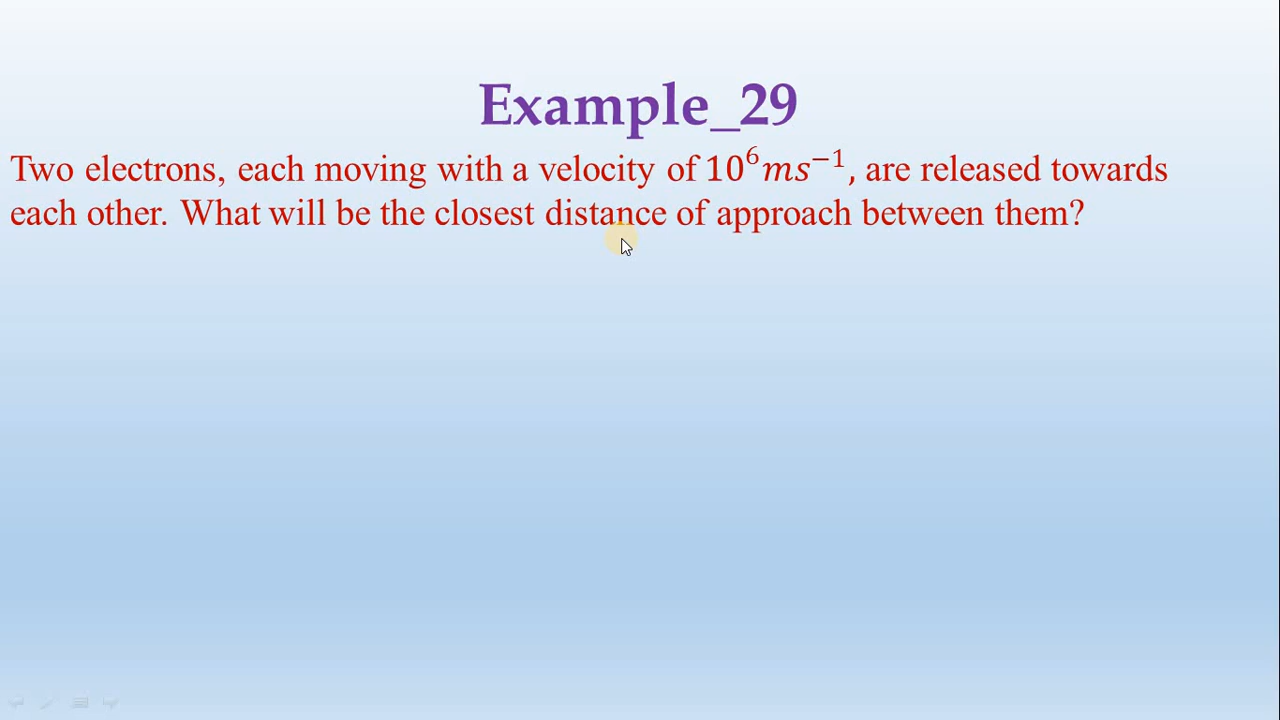 Example_29
Two electrons, each moving with a velocity of 10⁶ms⁻¹, are released towards
each other. What will be the closest distance of approach between them?